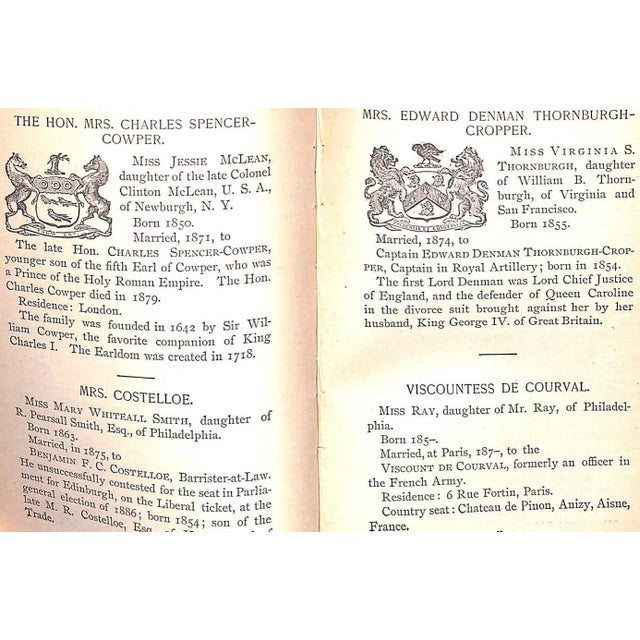 THE HON. MRS. CHARLES SPENCER-
COWPER.
MISS JESSIE MCLEAN,
daughter of the late Colonel
Clinton McLean, U. S. A.,
of Newburgh, N. Y.
Born 1850.
Married, 1871, to
The late Hon. CHARLES SPENCER-COWPER,
younger son of the fifth Earl of Cowper, who was
a Prince of the Holy Roman Empire. The Hon.
Charles Cowper died in 1879.
Residence: London.
The family was founded in 1642 by Sir Wil-
liam Cowper, the favorite companion of King
Charles I. The Earldom was created in 1718.
MRS. COSTELLOE.
MISS MARY WHITEALL SMITH, daughter of
R. Pearsall Smith, Esq., of Philadelphia.
Born 1863.
Married, in 1875, to
BENJAMIN F. C. COSTELLOE, Barrister-at-Law.
He unsuccessfully contested for the seat in Parlia-
ment for Edinburgh, on the Liberal ticket, at the
general election of 1886; born 1854; son of the
late M. R. Costelloe, Esq., of
Trade.
MRS. EDWARD DENMAN THORNBURGH-
CROPPER.
MISS VIRGINIA S.
THORNBURGH, daughter
of William B. Thorn-
burgh, of Virginia and
San Francisco.
Born 1855.
Married, 1874, to
Captain EDWARD DENMAN THORNBURGH-CROP-
PER, Captain in Royal Artillery; born in 1854.
The first Lord Denman was Lord Chief Justice
of England, and the defender of Queen Caroline
in the divorce suit brought against her by her
husband, King George IV. of Great Britain.
VISCOUNTESS DE COURVAL.
MISS RAY, daughter of Mr. Ray, of Philadel-
phia.
Born 185–.
Married, at Paris, 187–, to the
VISCOUNT DE COURVAL, formerly an officer in
the French Army.
Residence: 6 Rue Fortin, Paris.
Country seat: Chateau de Pinon, Anizy, Aisne,
France.